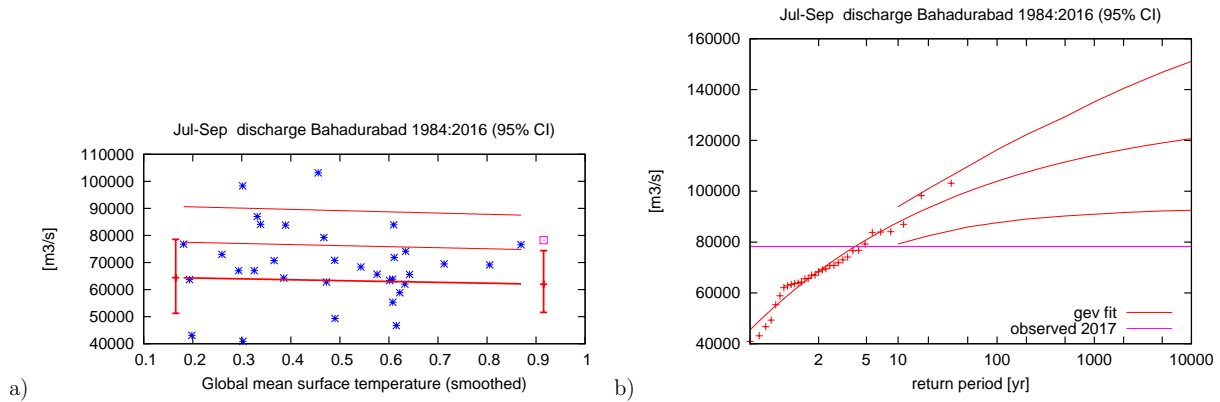 Jul-Sep discharge Bahadurabad 1984:2016 (95% CI)
110000
100000
90000
80000
70000
60000
50000
40000
[m3/s]
0.1 0.2 0.3 0.4 0.5 0.6 0.7 0.8 0.9 1
Global mean surface temperature (smoothed)
a)
Jul-Sep discharge Bahadurabad 1984:2016 (95% CI)
160000
140000
120000
100000
80000
60000
40000
[m3/s]
gev fit
observed 2017
2 5 10 100 1000 10000
return period [yr]
b)